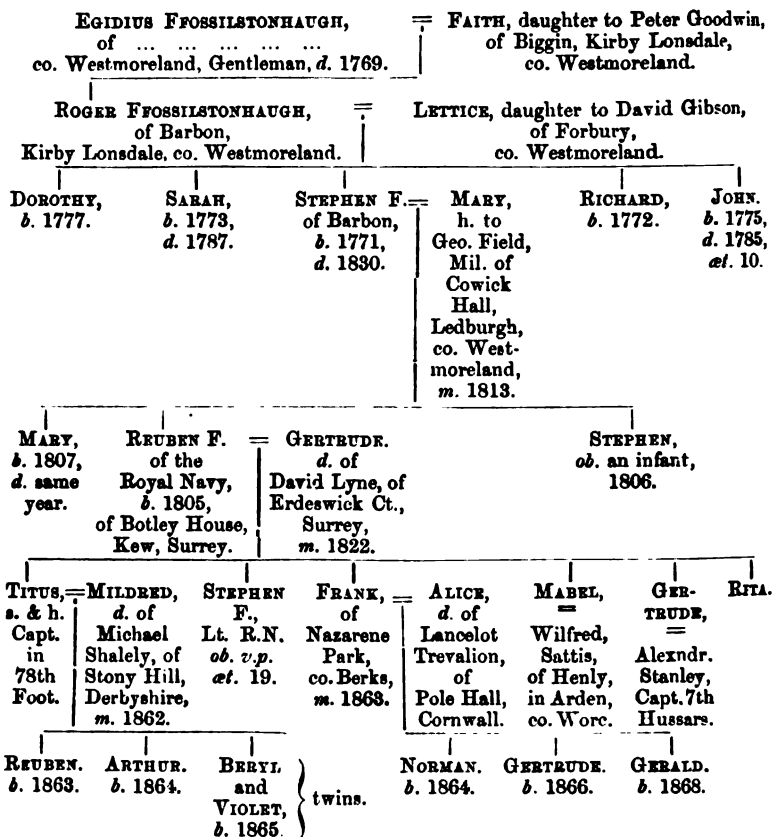 EGIDIUS FFOSSILSTONHAUGH,
of ... ... ... ... ...
co. Westmoreland, Gentleman, d. 1769.
=
FAITH, daughter to Peter Goodwin,
of Biggin, Kirby Lonsdale,
co. Westmoreland.
ROGER FFOSSILSTONHAUGH,
of Barbon,
Kirby Lonsdale, co. Westmoreland.
=
LETTICE, daughter to David Gibson,
of Forbury,
co. Westmoreland.
DOROTHY,
b. 1777.
SARAH,
b. 1773,
d. 1787.
STEPHEN F.
of Barbon,
b. 1771,
d. 1830.
=
MARY,
h. to
Geo. Field,
Mil. of
Cowick
Hall,
Ledburgh,
co. West-
moreland,
m. 1813.
RICHARD,
b. 1772.
JOHN.
b. 1775,
d. 1785,
æt. 10.
MARY,
b. 1807,
d. same
year.
REUBEN F.
of the
Royal Navy,
b. 1805,
of Botley House,
Kew, Surrey.
=
GERTRUDE.
d. of
David Lyne, of
Erdeswick Ct.,
Surrey,
m. 1822.
STEPHEN,
ob. an infant,
1806.
TITUS,
s. & h.
Capt.
in
78th
Foot.
=
MILDRED,
d. of
Michael
Shalely, of
Stony Hill,
Derbyshire,
m. 1862.
STEPHEN
F.,
Lt. R.N.
ob. v.p.
æt. 19.
FRANK,
of
Nazarene
Park,
co. Berks,
m. 1863.
=
ALICE,
d. of
Lancelot
Trevalion,
of
Pole Hall,
Cornwall.
MABEL,
=
Wilfred,
Sattis,
of Henly,
in Arden,
co. Worc.
GER-
TRUDE,
=
Alexndr.
Stanley,
Capt. 7th
Hussars.
RITA.
REUBEN.
b. 1863.
ARTHUR.
b. 1864.
BERYL
and
VIOLET,
b. 1865.
twins.
NORMAN.
b. 1864.
GERTRUDE.
b. 1866.
GERALD.
b. 1868.